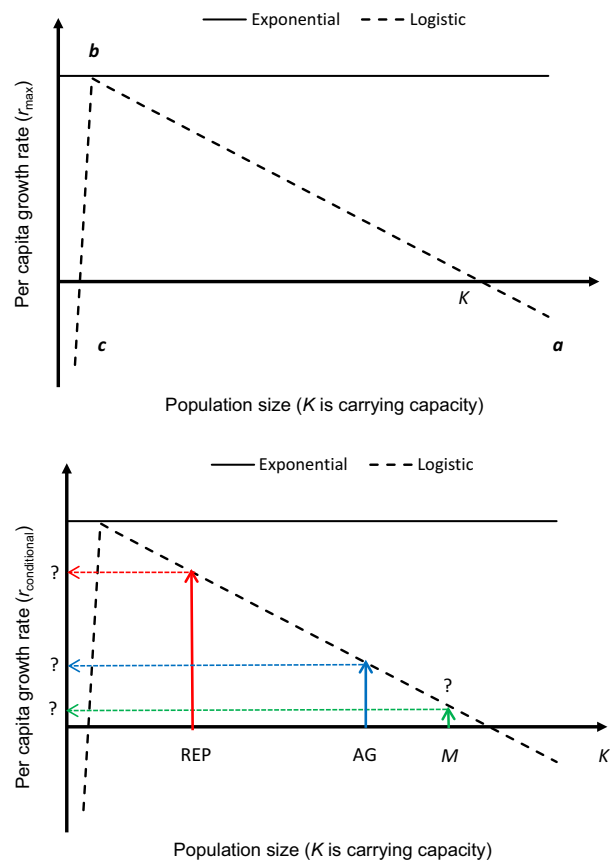 Exponential Logistic
b
Per capita growth rate (rmax)
K
c
a
Population size (K is carrying capacity)
Exponential Logistic
Per capita growth rate (rconditional)
?
?
?
?
REP AG M K
Population size (K is carrying capacity)